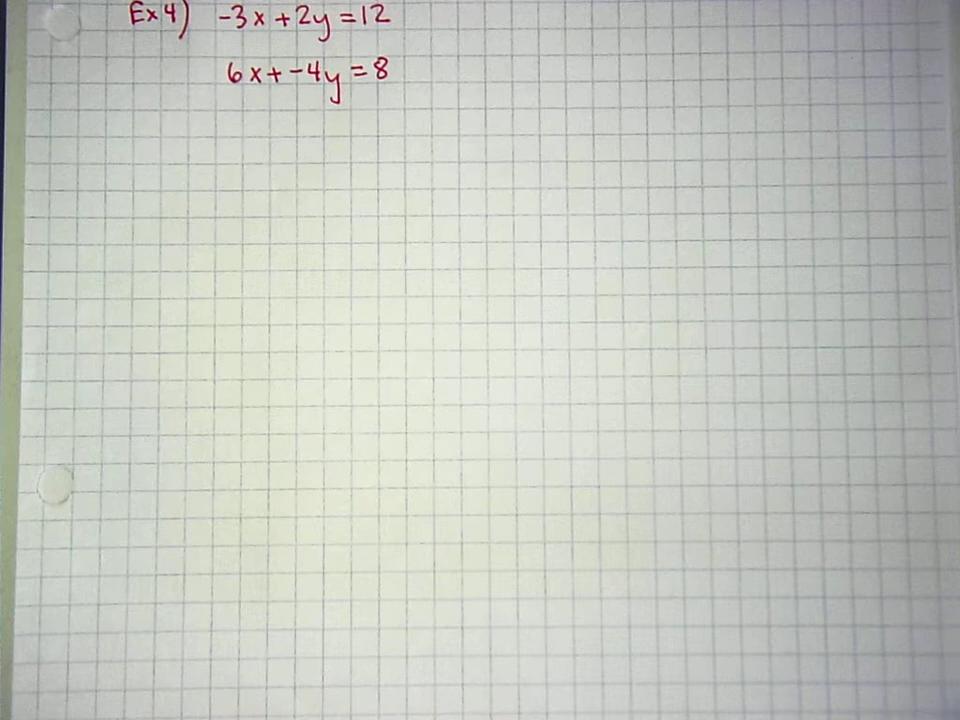 Ex 4) -3x + 2y = 12
6x + -4y = 8